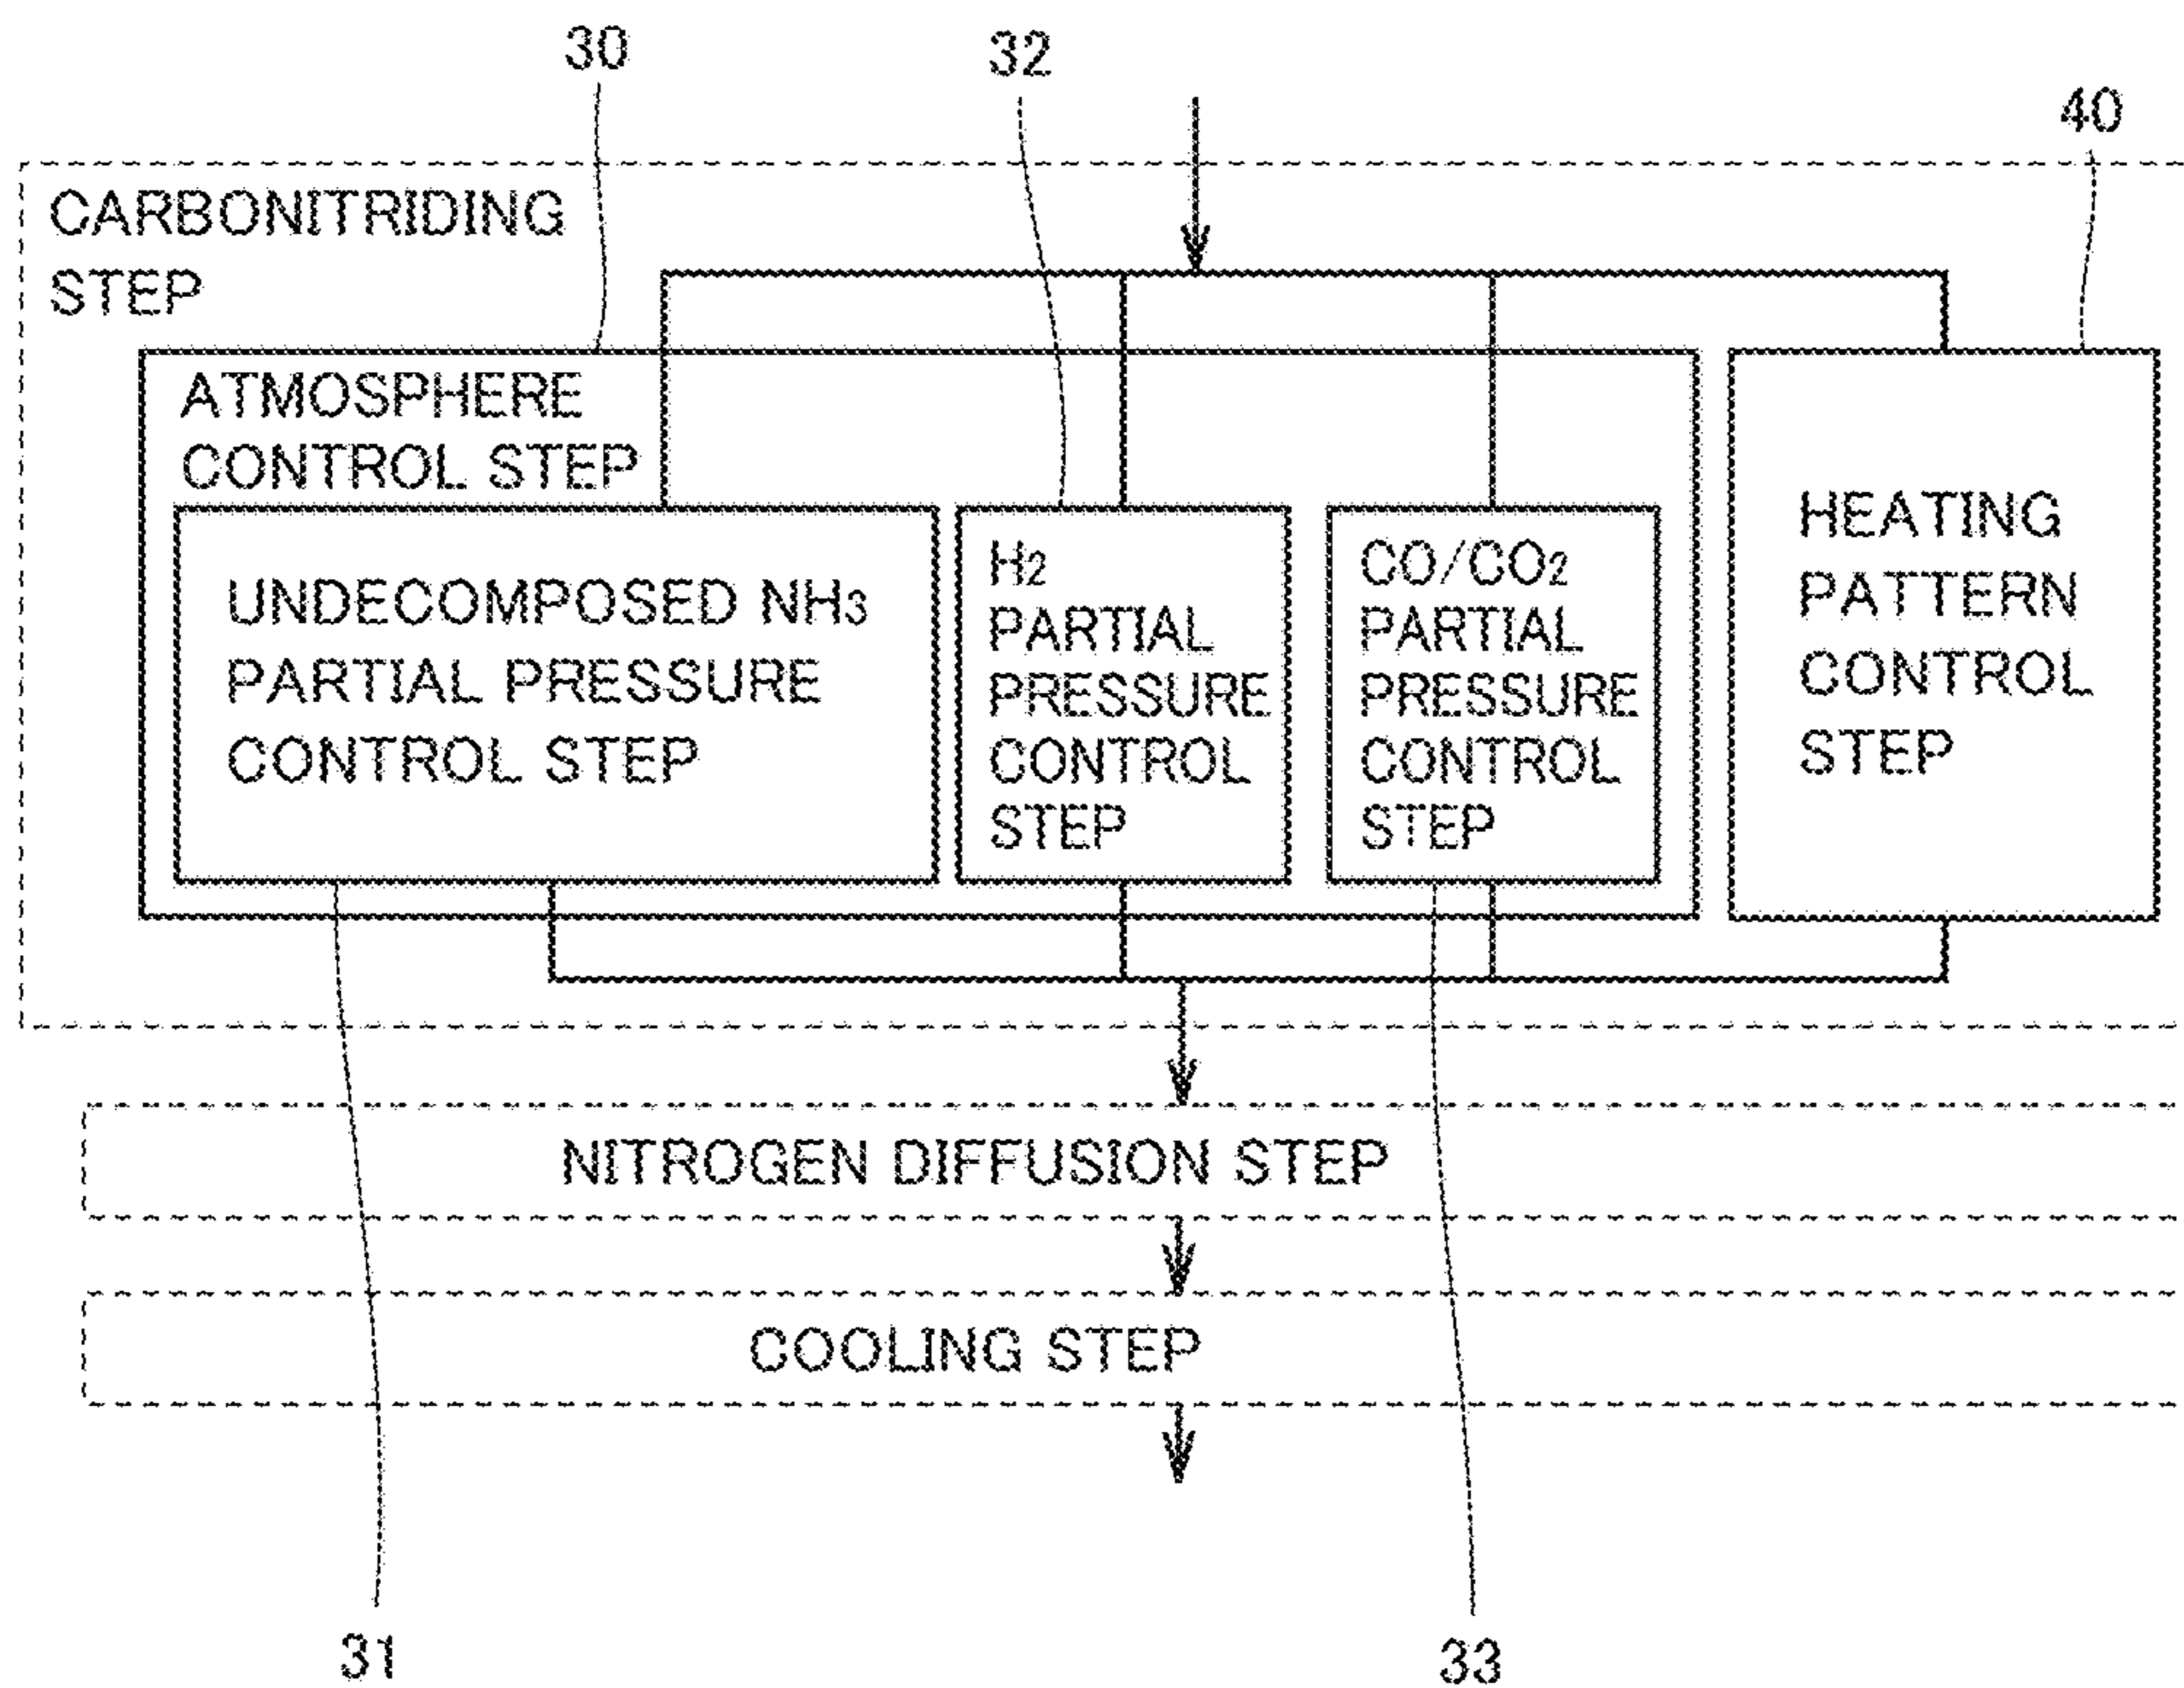 30
32
40
CARBONITRIDING
STEP
ATMOSPHERE
CONTROL STEP
UNDECOMPOSED NH₃
PARTIAL PRESSURE
CONTROL STEP
H₂
PARTIAL
PRESSURE
CONTROL
STEP
CO/CO₂
PARTIAL
PRESSURE
CONTROL
STEP
HEATING
PATTERN
CONTROL
STEP
NITROGEN DIFFUSION STEP
COOLING STEP
31
33